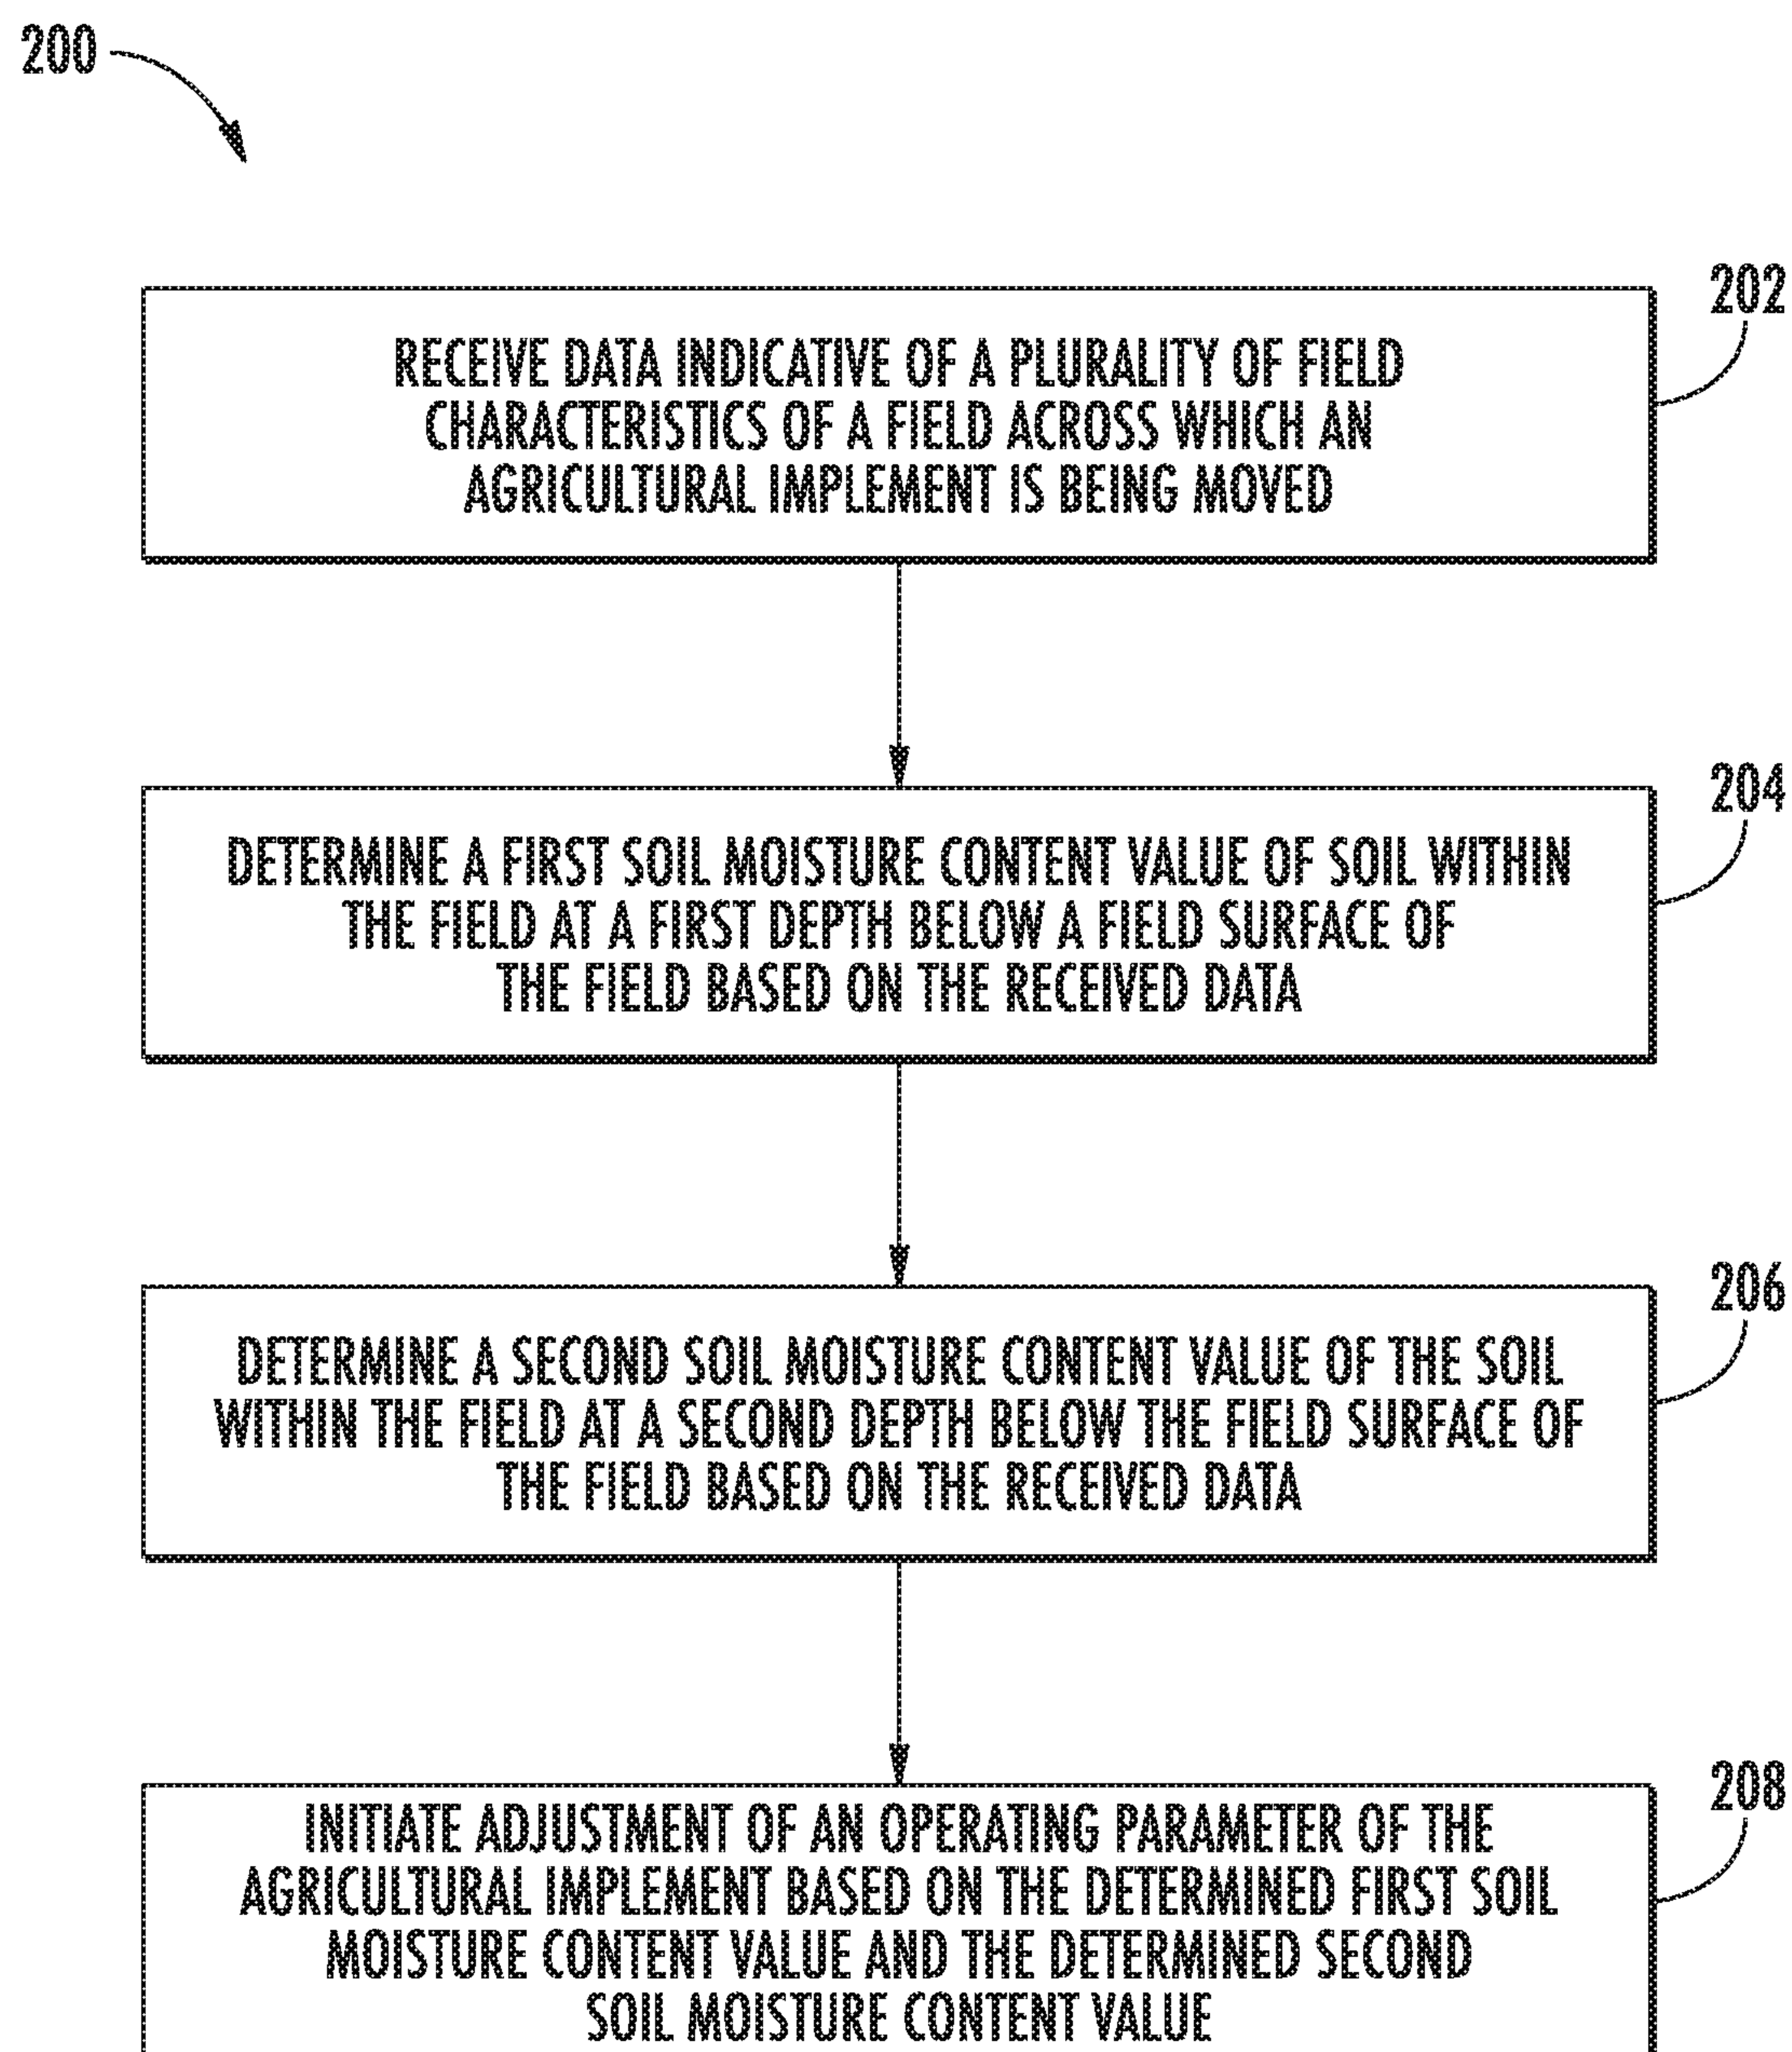 200
202
RECEIVE DATA INDICATIVE OF A PLURALITY OF FIELD
CHARACTERISTICS OF A FIELD ACROSS WHICH AN
AGRICULTURAL IMPLEMENT IS BEING MOVED
204
DETERMINE A FIRST SOIL MOISTURE CONTENT VALUE OF SOIL WITHIN
THE FIELD AT A FIRST DEPTH BELOW A FIELD SURFACE OF
THE FIELD BASED ON THE RECEIVED DATA
206
DETERMINE A SECOND SOIL MOISTURE CONTENT VALUE OF THE SOIL
WITHIN THE FIELD AT A SECOND DEPTH BELOW THE FIELD SURFACE OF
THE FIELD BASED ON THE RECEIVED DATA
208
INITIATE ADJUSTMENT OF AN OPERATING PARAMETER OF THE
AGRICULTURAL IMPLEMENT BASED ON THE DETERMINED FIRST SOIL
MOISTURE CONTENT VALUE AND THE DETERMINED SECOND
SOIL MOISTURE CONTENT VALUE